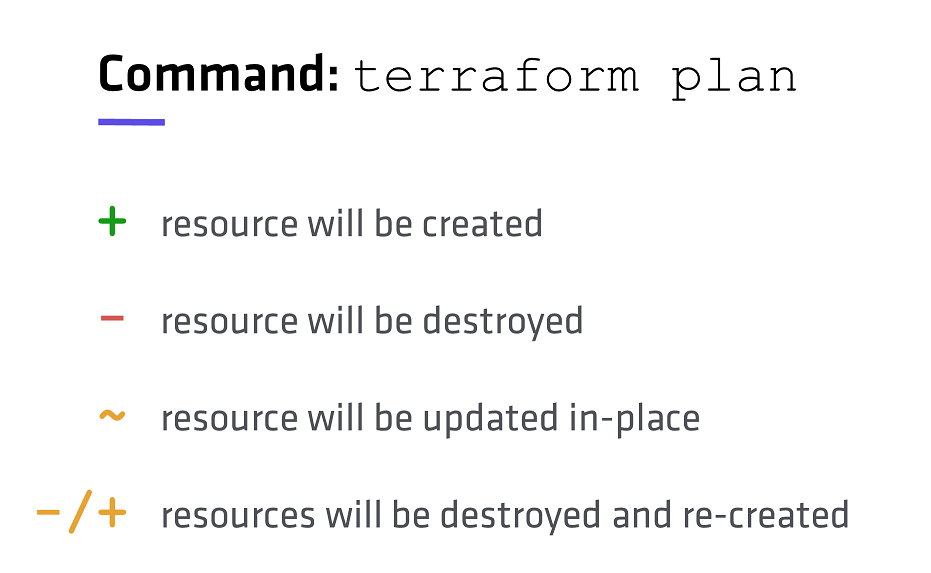 Command: terraform plan
+ resource will be created
- resource will be destroyed
~ resource will be updated in-place
-/+ resources will be destroyed and re-created